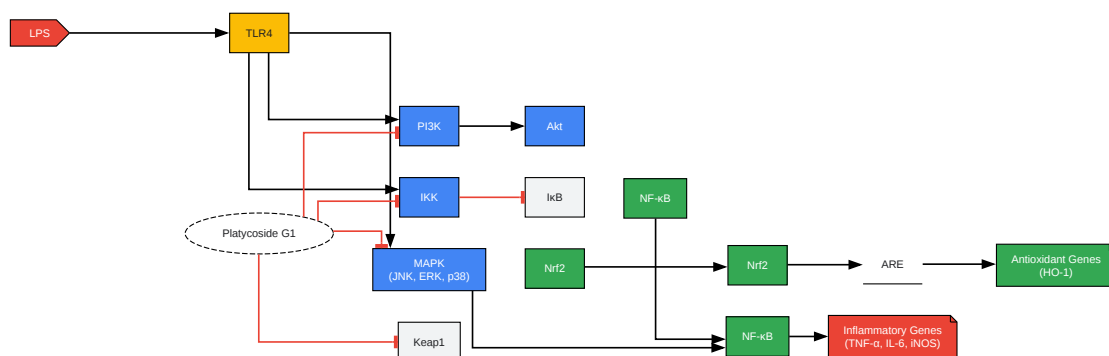 LPS
TLR4
PI3K
Akt
IKK
IκB
NF-κB
Platycoside G1
MAPK
(JNK, ERK, p38)
Nrf2
Nrf2
ARE
Antioxidant Genes
(HO-1)
Keap1
NF-κB
Inflammatory Genes
(TNF-α, IL-6, iNOS)